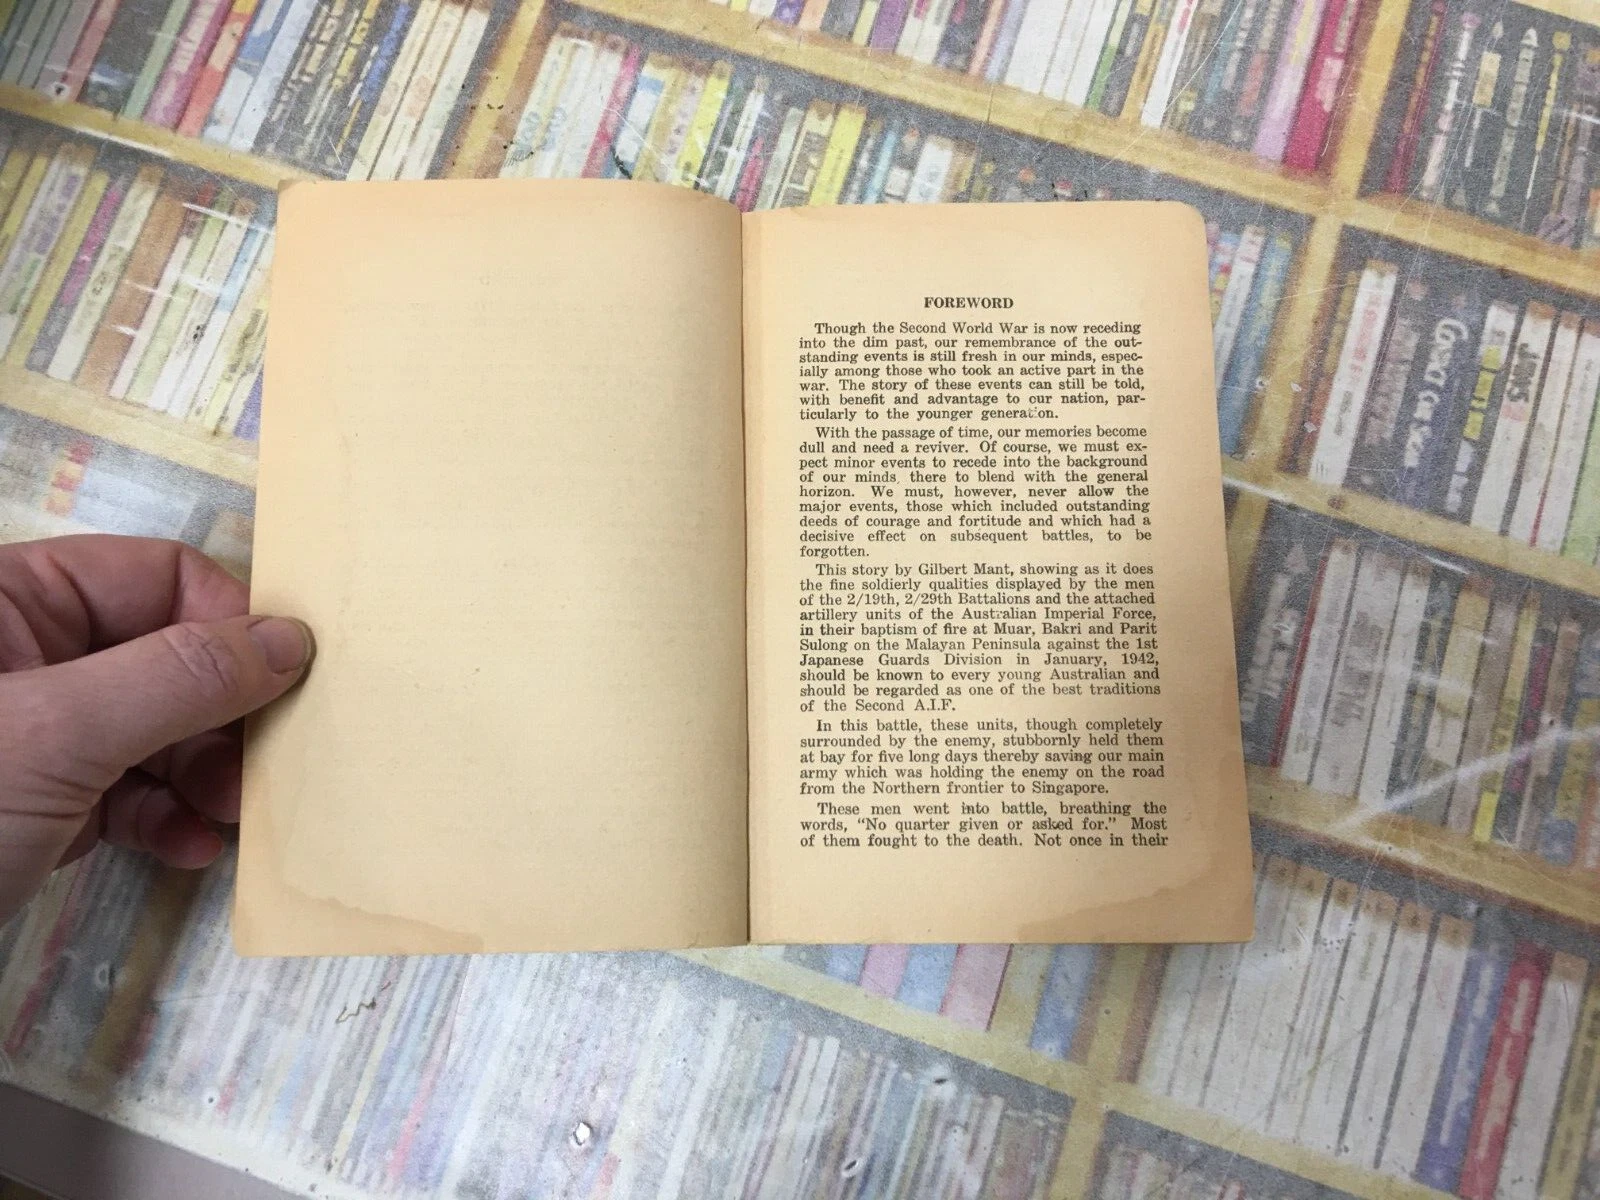 FOREWORD
Though the Second World War is now receding
into the dim past, our remembrance of the out-
standing events is still fresh in our minds, espec-
ially among those who took an active part in the
war. The story of these events can still be told,
with benefit and advantage to our nation, par-
ticularly to the younger generation.
With the passage of time, our memories become
dull and need a reviver. Of course, we must ex-
pect minor events to recede into the background
of our minds, there to blend with the general
horizon. We must, however, never allow the
major events, those which included outstanding
deeds of courage and fortitude and which had a
decisive effect on subsequent battles, to be
forgotten.
This story by Gilbert Mant, showing as it does
the fine soldierly qualities displayed by the men
of the 2/19th, 2/29th Battalions and the attached
artillery units of the Australian Imperial Force,
in their baptism of fire at Muar, Bakri and Parit
Sulong on the Malayan Peninsula against the 1st
Japanese Guards Division in January, 1942,
should be known to every young Australian and
should be regarded as one of the best traditions
of the Second A.I.F.
In this battle, these units, though completely
surrounded by the enemy, stubbornly held them
at bay for five long days thereby saving our main
army which was holding the enemy on the road
from the Northern frontier to Singapore.
These men went into battle, breathing the
words, “No quarter given or asked for.” Most
of them fought to the death. Not once in their